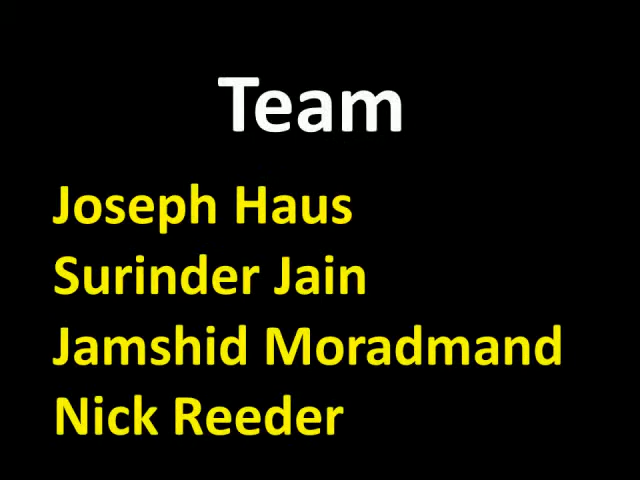 Team
Joseph Haus
Surinder Jain
Jamshid Moradmand
Nick Reeder